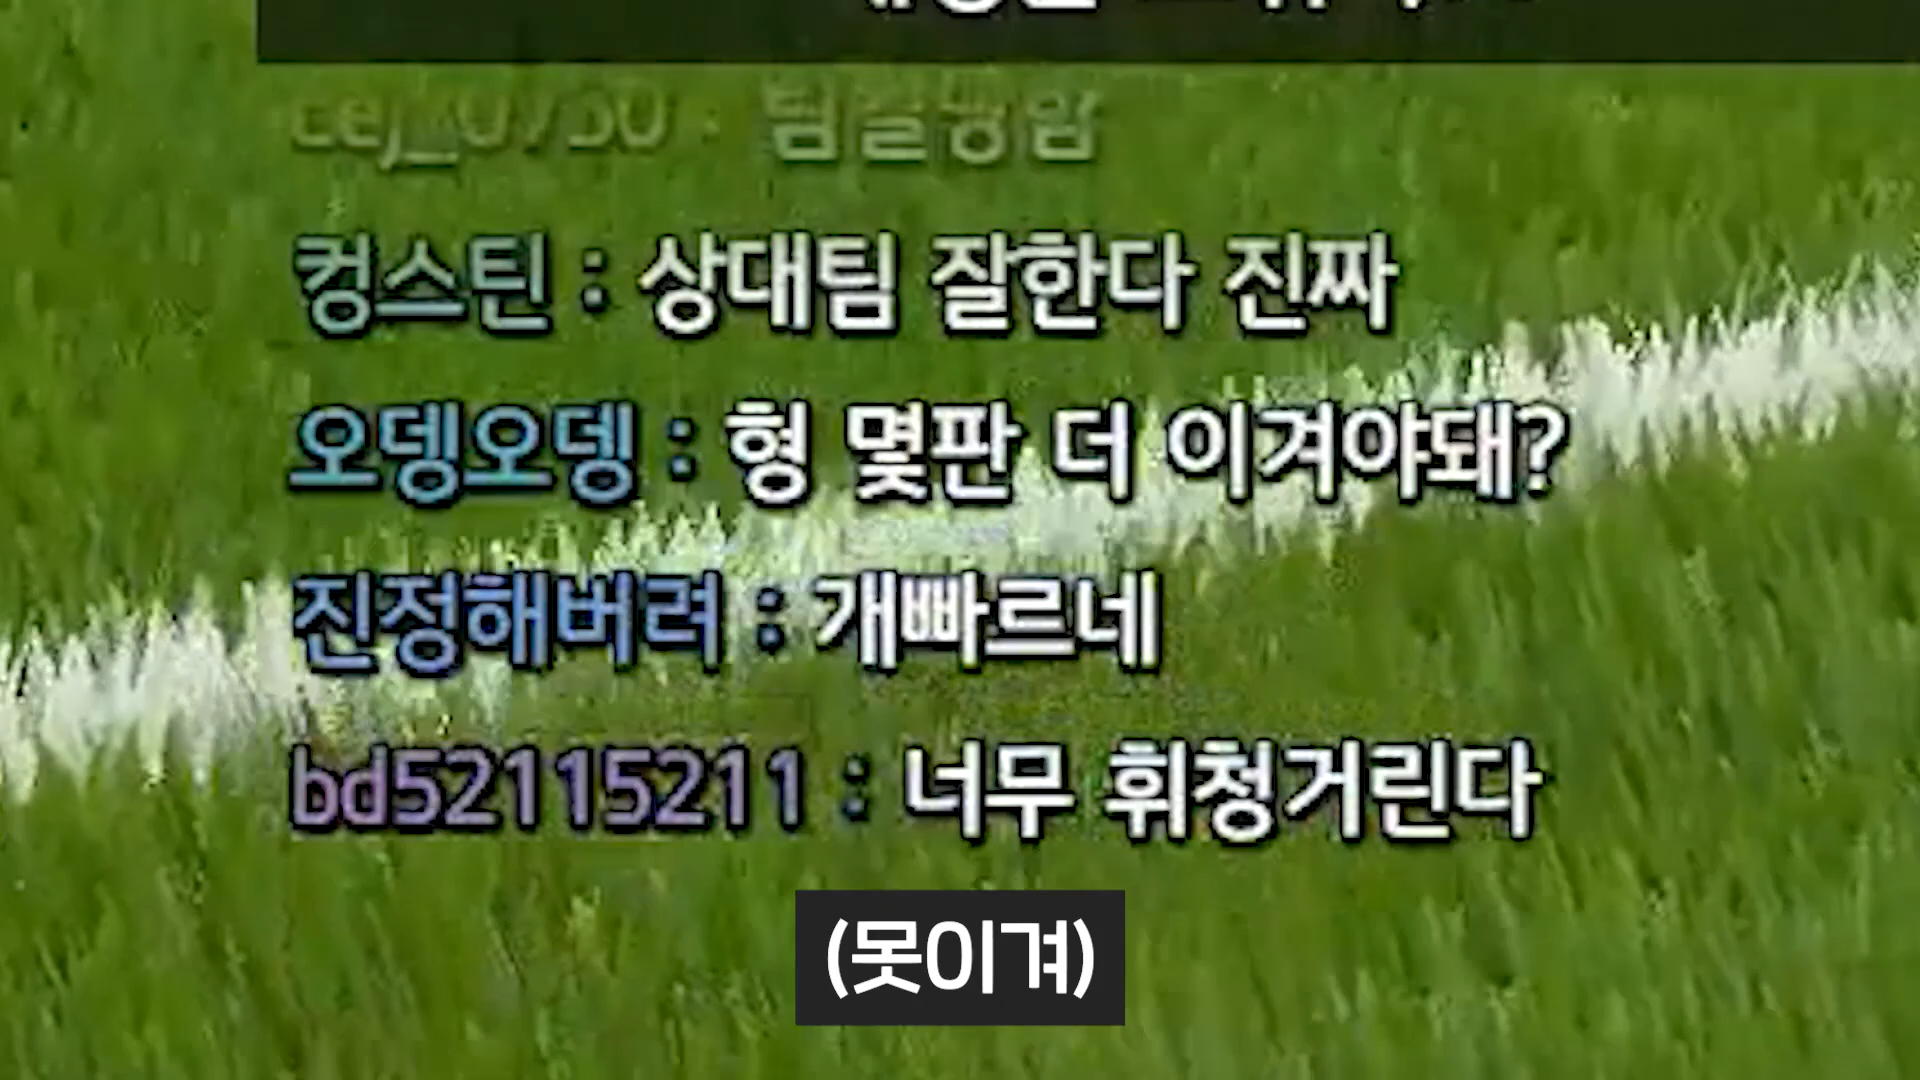 컹스틴 : 상대팀 잘한다 진짜
오뎅오뎅 : 형 몇판 더 이겨야돼?
진정해버려 : 개빠르네
bd52115211 : 너무 휘청거린다
(못이겨)